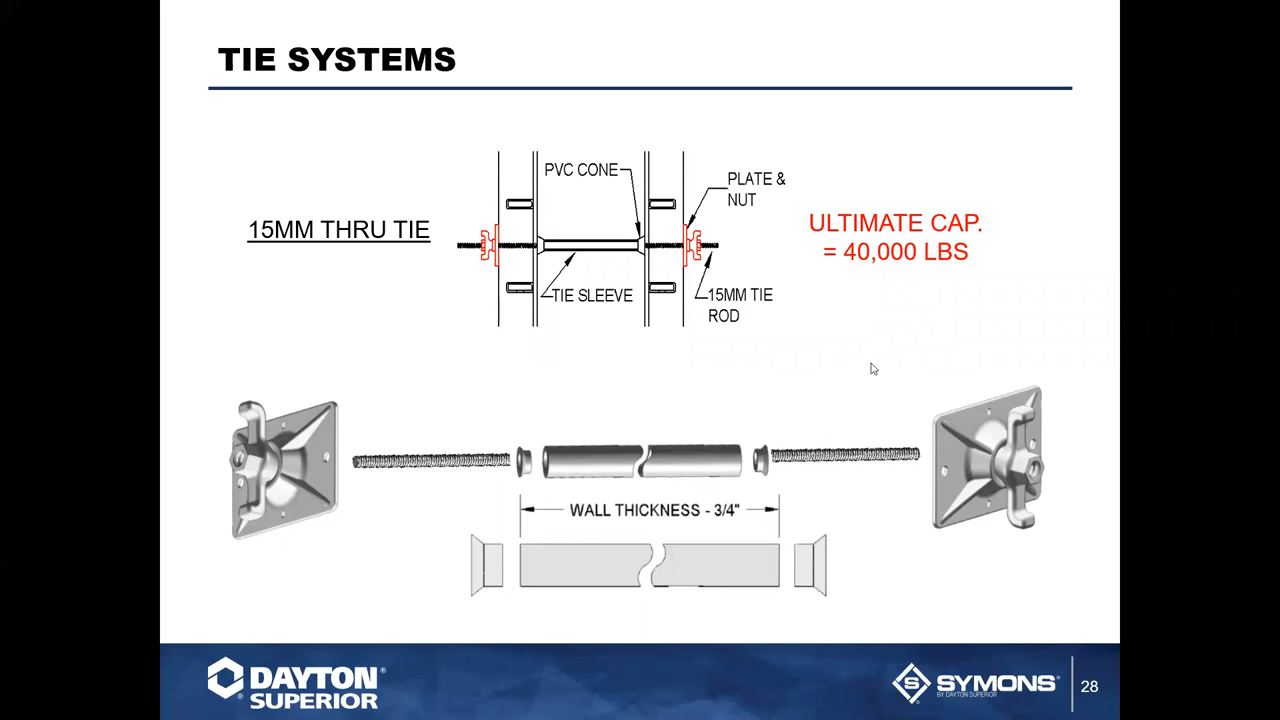 TIE SYSTEMS
PVC CONE
PLATE &
NUT
15MM THRU TIE
ULTIMATE CAP.
= 40,000 LBS
TIE SLEEVE
15MM TIE
ROD
WALL THICKNESS - 3/4"
DAYTON®
SUPERIOR
SYMONS®
BY DAYTON SUPERIOR
28